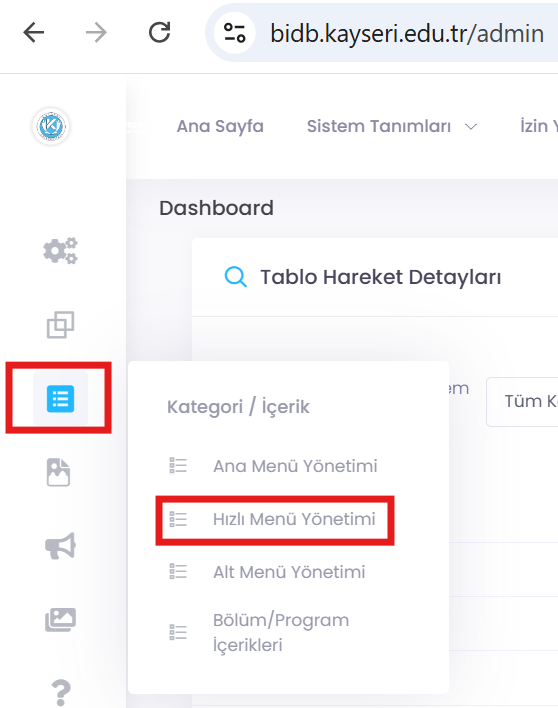 bidb.kayseri.edu.tr/admin
Ana Sayfa
Sistem Tanımları
İzin
Dashboard
Tablo Hareket Detayları
Tüm
Kategori / İçerik
Ana Menü Yönetimi
Hızlı Menü Yönetimi
Alt Menü Yönetimi
Bölüm/Program
İçerikleri
?